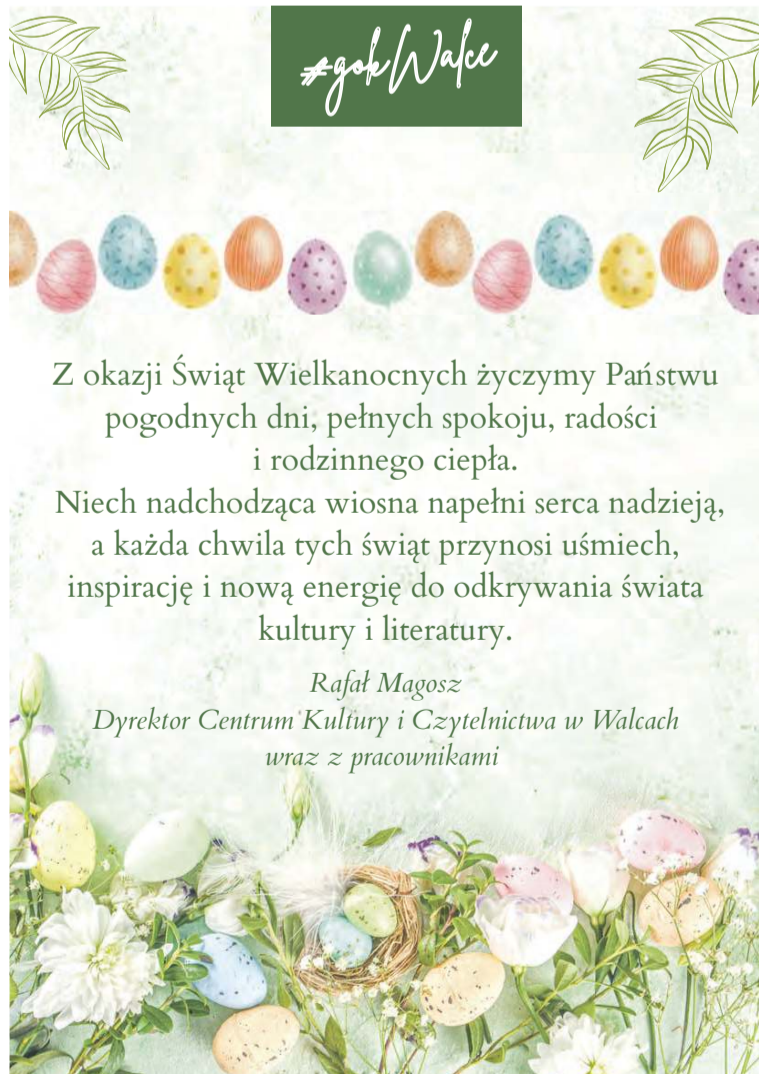 #gokWalce
Z okazji Świąt Wielkanocnych życzymy Państwu
pogodnych dni, pełnych spokoju, radości
i rodzinnego ciepła.
Niech nadchodząca wiosna napełni serca nadzieją,
a każda chwila tych świąt przynosi uśmiech,
inspirację i nową energię do odkrywania świata
kultury i literatury.
Rafał Magosz
Dyrektor Centrum Kultury i Czytelnictwa w Walcach
wraz z pracownikami